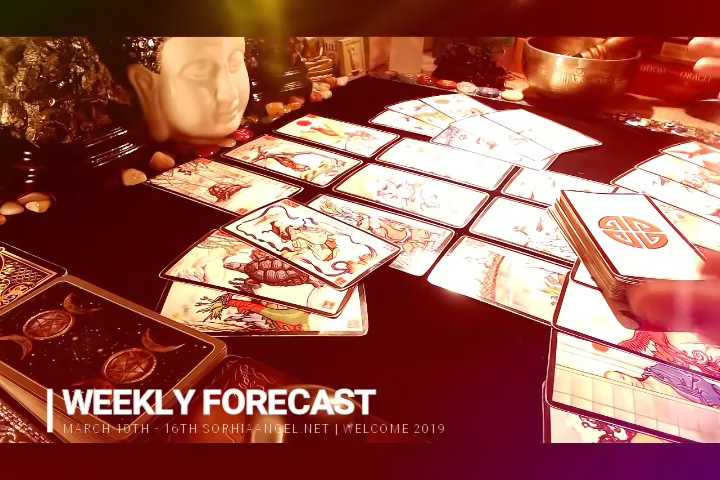 WEEKLY FORECAST
MARCH 10TH - 16TH SOPHIAANGEL.NET | WELCOME 2019